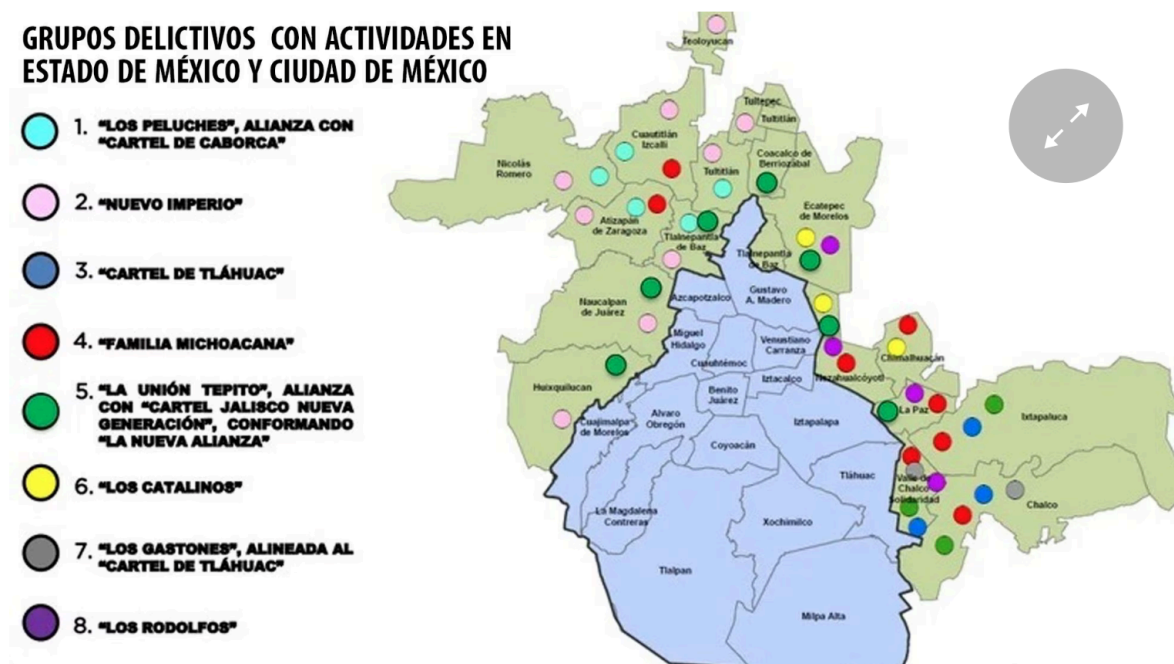 GRUPOS DELICTIVOS CON ACTIVIDADES EN
ESTADO DE MÉXICO Y CIUDAD DE MÉXICO
1. "LOS PELUCHES", ALIANZA CON
"CARTEL DE CABORCA"
2. "NUEVO IMPERIO"
3. "CARTEL DE TLÁHUAC"
4. "FAMILIA MICHOACANA"
5. "LA UNIÓN TEPITO", ALIANZA
CON "CARTEL JALISCO NUEVA
GENERACIÓN", CONFORMANDO
"LA NUEVA ALIANZA"
6. "LOS CATALINOS"
7. "LOS GASTONES", ALINEADA AL
"CARTEL DE TLÁHUAC"
8. "LOS RODOLFOS"
Teoloyucan
Tultepec
Tultitlán
Cuautitlán
Izcalli
Nicolás
Romero
Tultitlán
Coacalco de
Berriozábal
Ecatepec
de Morelos
Atizapán
de Zaragoza
Tlalnepantla
de Baz
Tlalnepantla
de Baz
Naucalpan
de Juárez
Azcapotzalco
Gustavo
A. Madero
Miguel
Hidalgo
Venustiano
Carranza
Cuauhtémoc
Chimalhuacán
Nezahualcóyotl
Huixquilucan
Benito
Juárez
Iztacalco
La Paz
Ixtapaluca
Cuajimalpa
de Morelos
Alvaro
Obregón
Iztapalapa
Coyoacán
Tláhuac
Valle de
Chalco
Solidaridad
Chalco
La Magdalena
Contreras
Xochimilco
Tlalpan
Milpa Alta